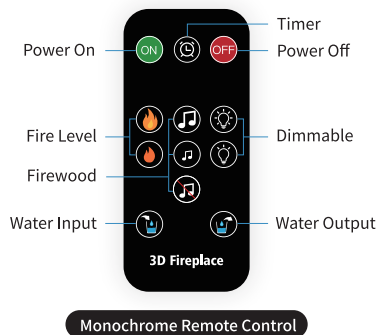 Timer
Power On
ON
OFF
Power Off
Fire Level
Dimmable
Firewood
Water Input
Water Output
3D Fireplace
Monochrome Remote Control